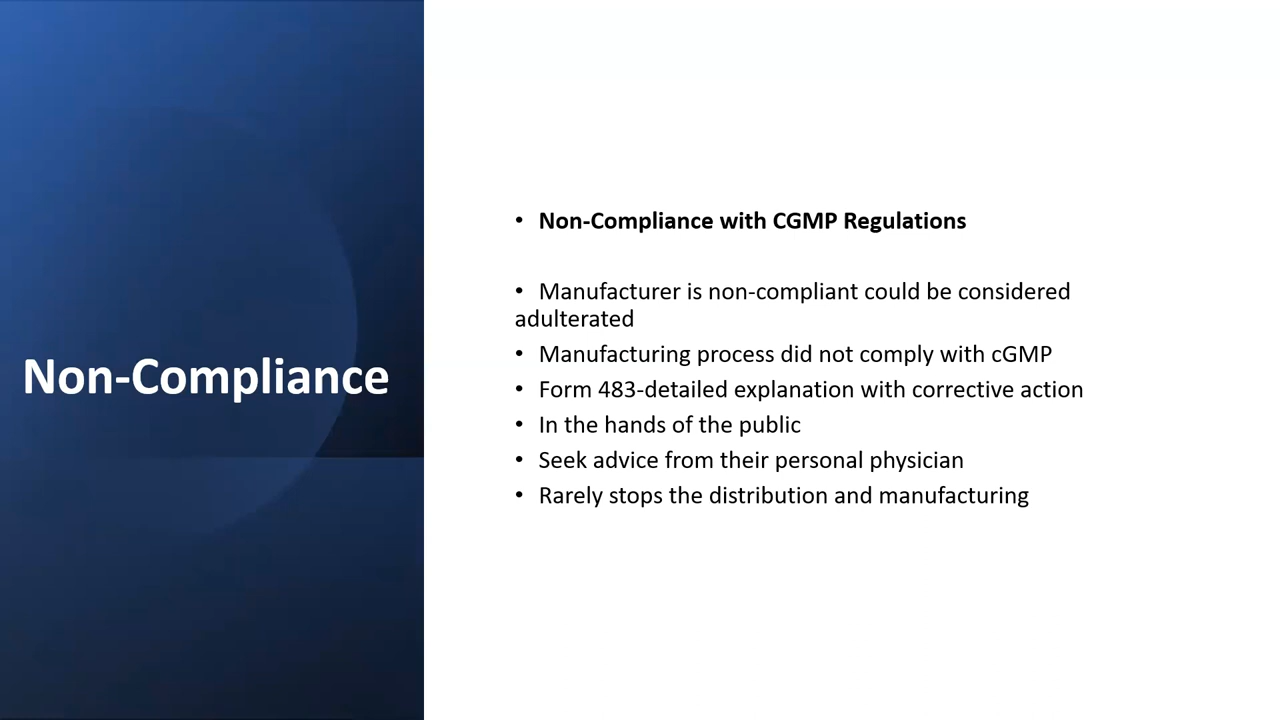 Non-Compliance
• Non-Compliance with CGMP Regulations
• Manufacturer is non-compliant could be considered
adulterated
• Manufacturing process did not comply with cGMP
• Form 483-detailed explanation with corrective action
• In the hands of the public
• Seek advice from their personal physician
• Rarely stops the distribution and manufacturing